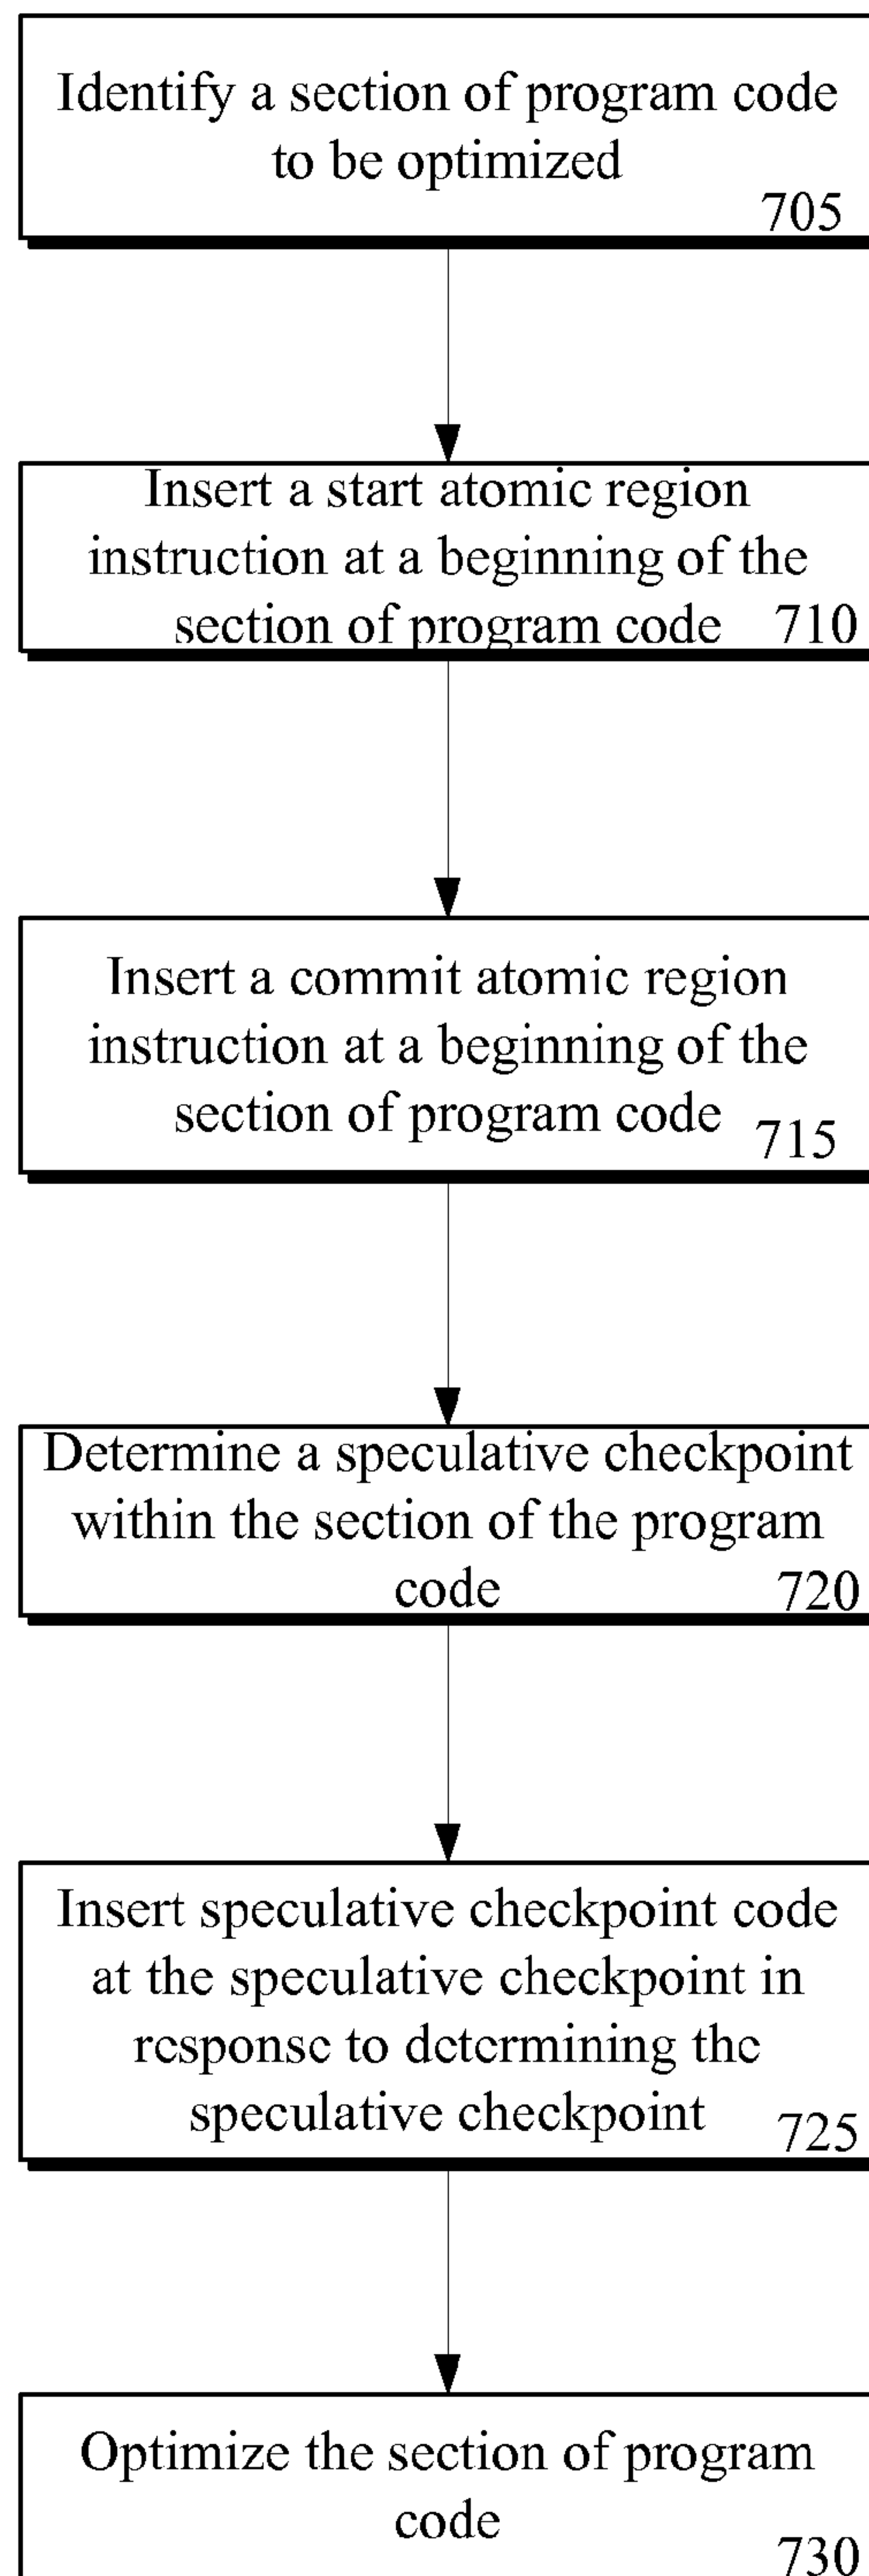 Identify a section of program code
to be optimized
705
Insert a start atomic region
instruction at a beginning of the
section of program code 710
Insert a commit atomic region
instruction at a beginning of the
section of program code 715
Determine a speculative checkpoint
within the section of the program
code 720
Insert speculative checkpoint code
at the speculative checkpoint in
response to determining the
speculative checkpoint 725
Optimize the section of program
code
730